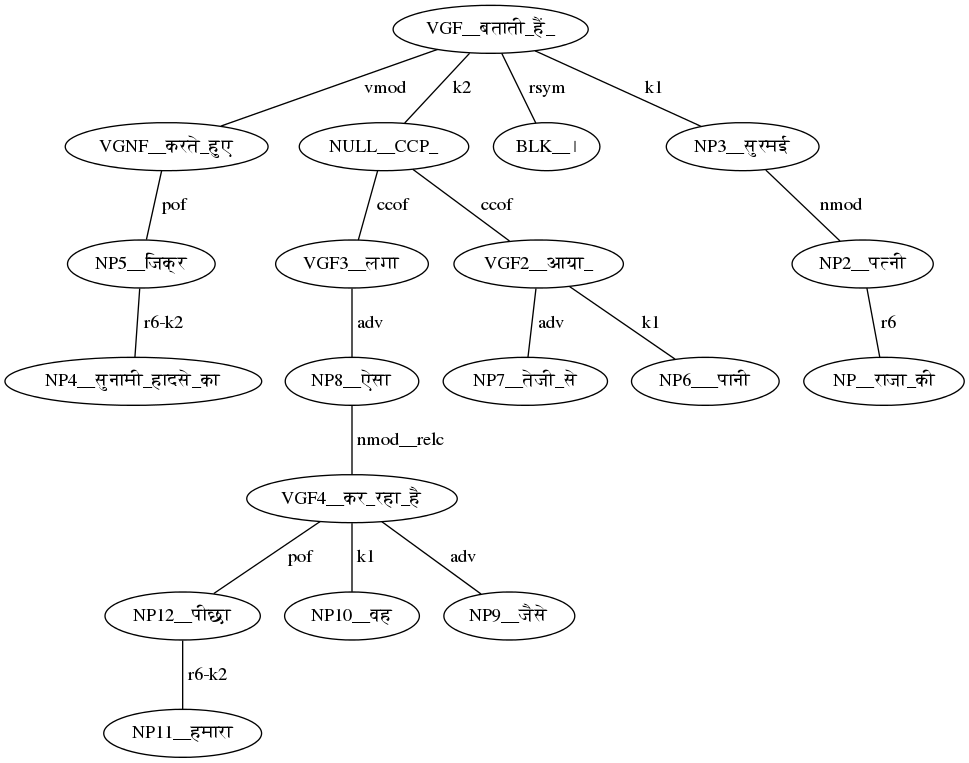 VGF__बताती_हैं_
vmod k2 rsym k1
VGNF__करते_हुए NULL__CCP_ BLK__। NP3__सुरमई
pof ccof ccof nmod
NP5__जिक्र VGF3__लगा VGF2__आया_ NP2__पत्नी
r6-k2 adv adv k1 r6
NP4__सुनामी_हादसे_का NP8__ऐसा NP7__तेजी_से NP6___पानी NP__राजा_की
nmod__relc
VGF4__कर_रहा_है
pof k1 adv
NP12__पीछा NP10__वह NP9__जैसे
r6-k2
NP11__हमारा